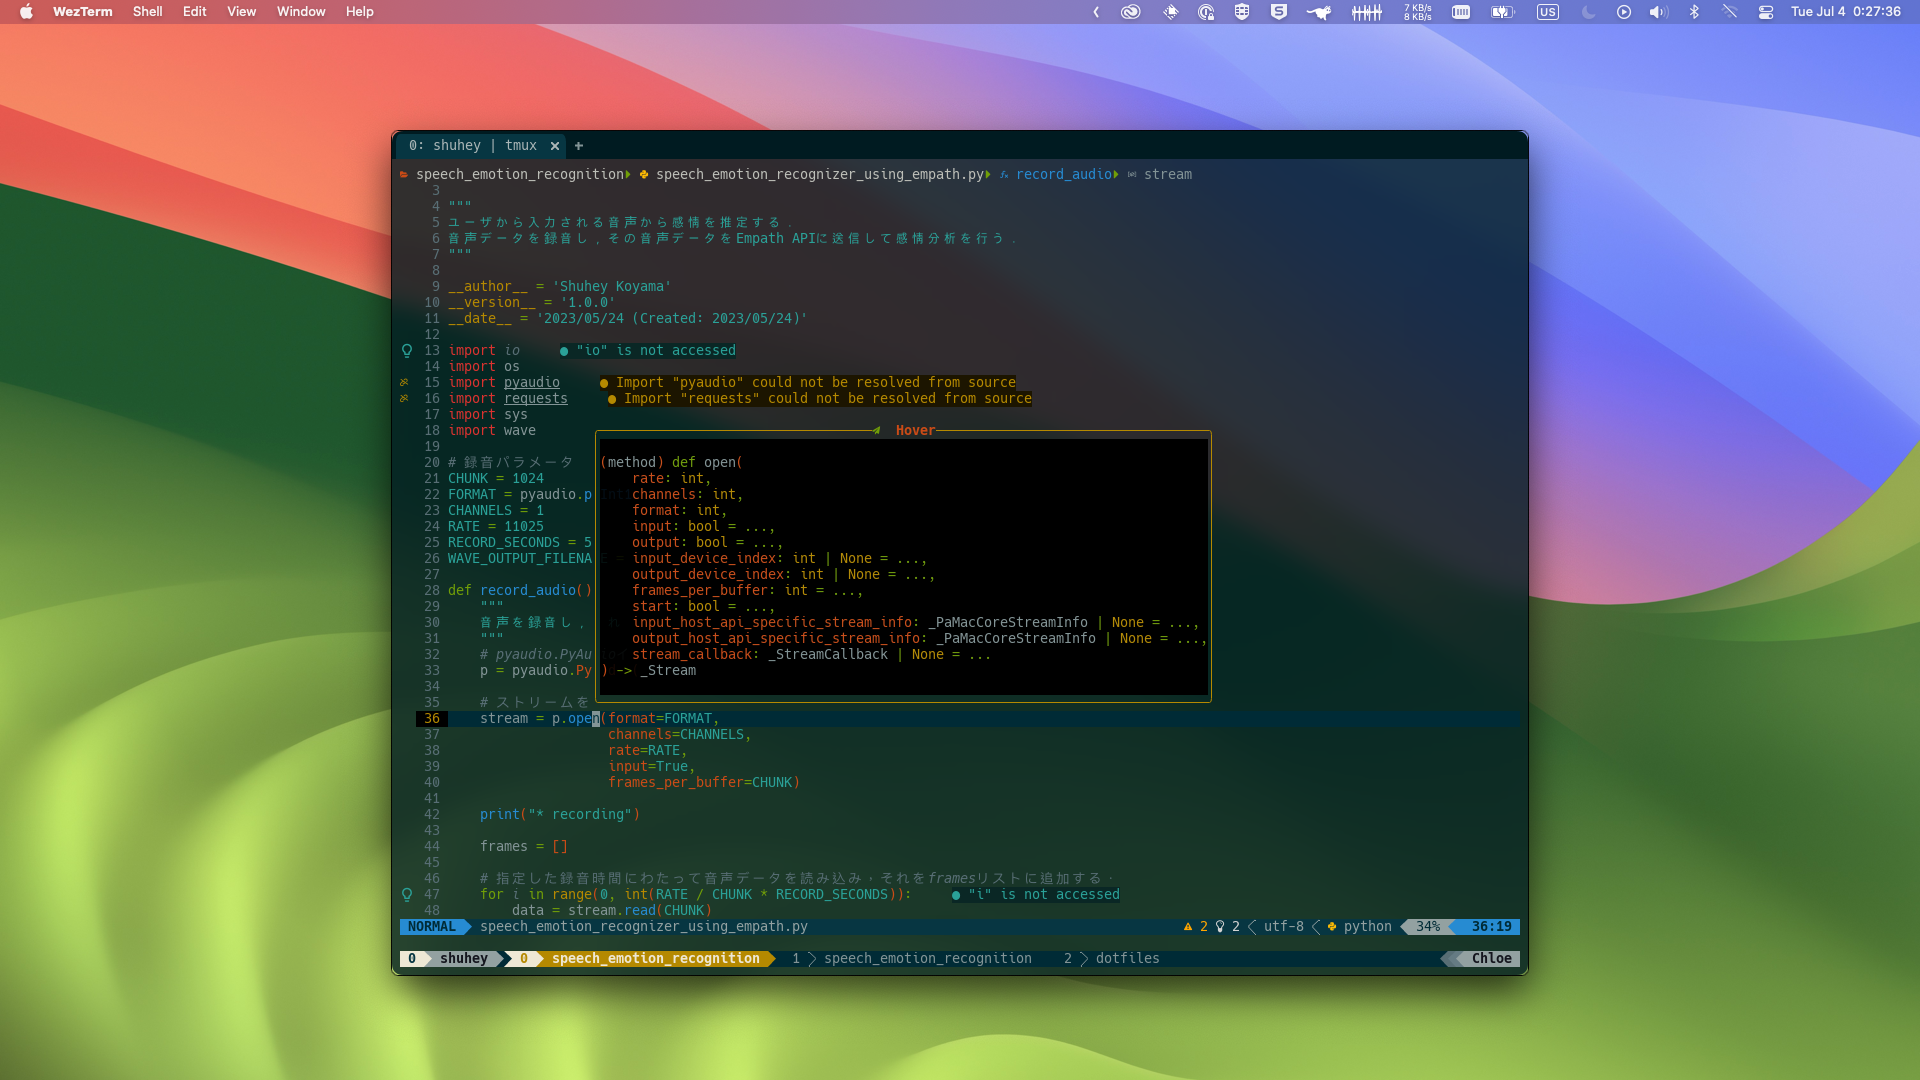 WezTerm Shell Edit View Window Help
7 KB/s
8 KB/s
US
Tue Jul 4 0:27:36
0: shuhey | tmux × +
speech_emotion_recognition speech_emotion_recognizer_using_empath.py record_audio stream
3
4 """
5 ユーザから入力される音声から感情を推定する.
6 音声データを録音し,その音声データをEmpath APIに送信して感情分析を行う.
7 """
8
9 __author__ = 'Shuhey Koyama'
10 __version__ = '1.0.0'
11 __date__ = '2023/05/24 (Created: 2023/05/24)'
12
13 import io ● "io" is not accessed
14 import os
15 import pyaudio ● Import "pyaudio" could not be resolved from source
16 import requests ● Import "requests" could not be resolved from source
17 import sys
18 import wave
19
20 # 録音パラメータ
21 CHUNK = 1024
22 FORMAT = pyaudio.p
23 CHANNELS = 1
24 RATE = 11025
25 RECORD_SECONDS = 5
26 WAVE_OUTPUT_FILENA
27
28 def record_audio()
29 """
30 音声を録音し,
31 """
32 # pyaudio.PyAu
33 p = pyaudio.Py
34
35 # ストリームを
Hover
(method) def open(
rate: int,
channels: int,
format: int,
input: bool = ...,
output: bool = ...,
input_device_index: int | None = ...,
output_device_index: int | None = ...,
frames_per_buffer: int = ...,
start: bool = ...,
input_host_api_specific_stream_info: _PaMacCoreStreamInfo | None = ...,
output_host_api_specific_stream_info: _PaMacCoreStreamInfo | None = ...,
stream_callback: _StreamCallback | None = ...
) -> _Stream
36 stream = p.open(format=FORMAT,
37 channels=CHANNELS,
38 rate=RATE,
39 input=True,
40 frames_per_buffer=CHUNK)
41
42 print("* recording")
43
44 frames = []
45
46 # 指定した録音時間にわたって音声データを読み込み,それをframesリストに追加する.
47 for i in range(0, int(RATE / CHUNK * RECORD_SECONDS)): ● "i" is not accessed
48 data = stream.read(CHUNK)
NORMAL speech_emotion_recognizer_using_empath.py 2 2 utf-8 python 34% 36:19
0 shuhey 0 speech_emotion_recognition 1 speech_emotion_recognition 2 dotfiles Chloe